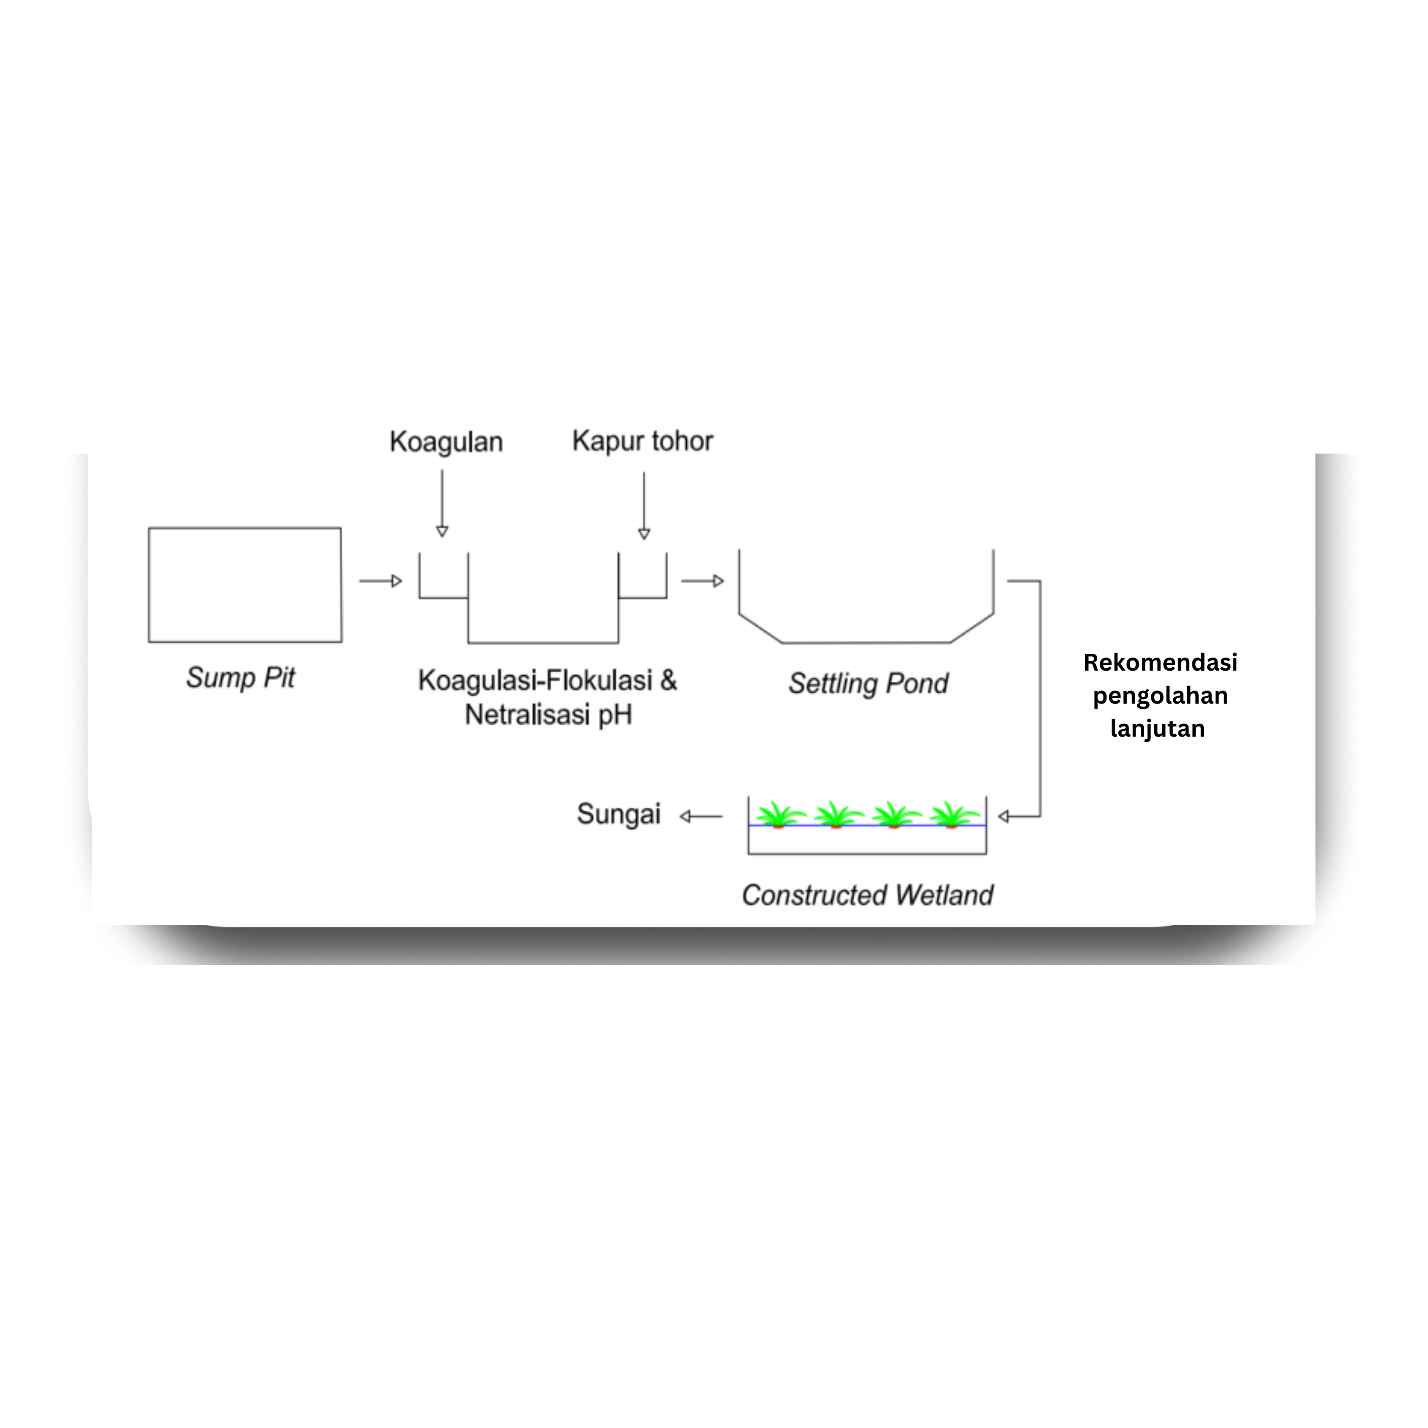 Koagulan
Kapur tohor
Sump Pit
Koagulasi-Flokulasi &
Netralisasi pH
Settling Pond
Rekomendasi
pengolahan
lanjutan
Sungai
Constructed Wetland